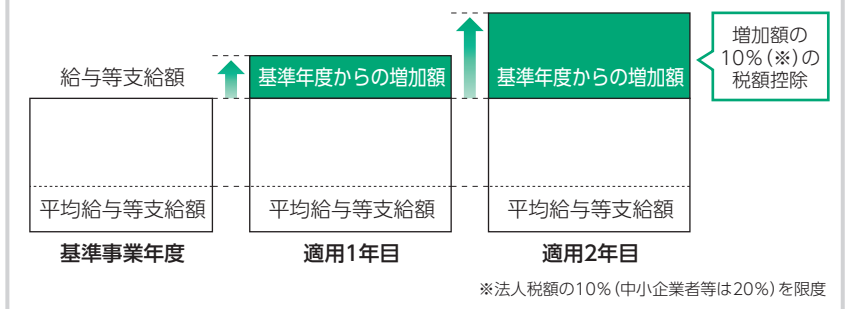 給与等支給額
基準年度からの増加額
基準年度からの増加額
増加額の
10%(※)の
税額控除
平均給与等支給額
平均給与等支給額
平均給与等支給額
基準事業年度
適用1年目
適用2年目
※法人税額の10%(中小企業者等は20%)を限度